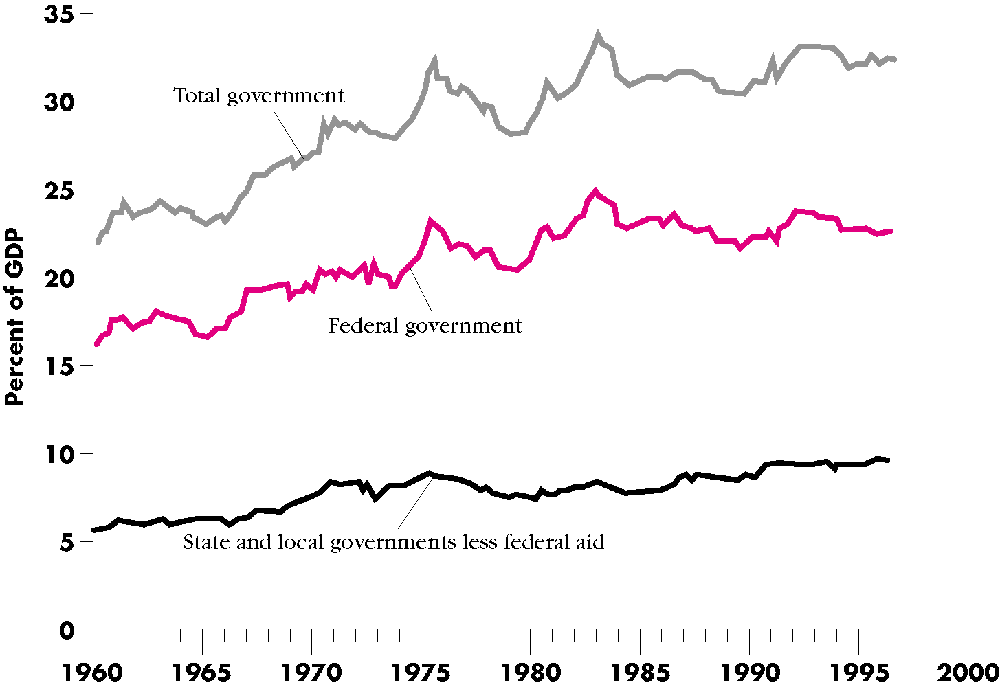 35
Total government
30
25
Percent of GDP
20
Federal government
15
10
State and local governments less federal aid
5
0
1960 1965 1970 1975 1980 1985 1990 1995 2000